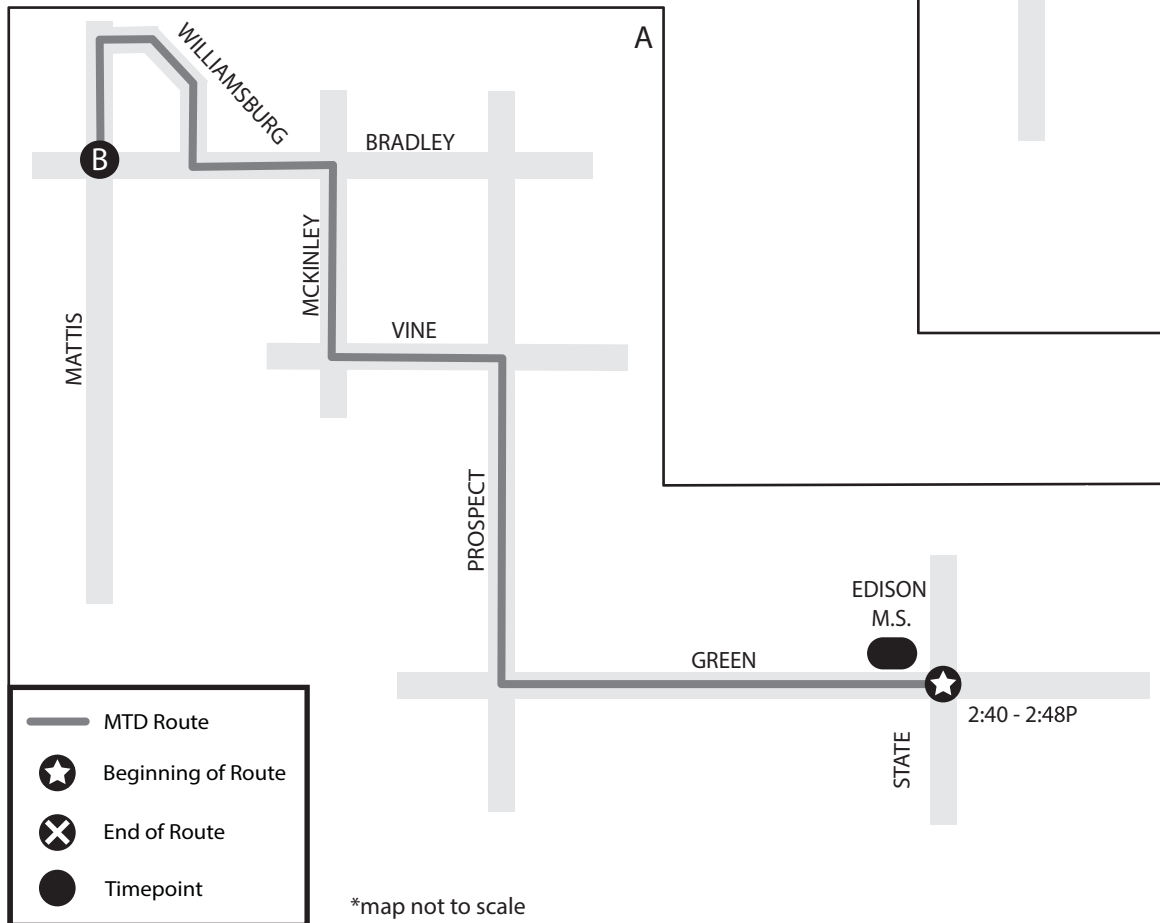 A
WILLIAMSBURG
BRADLEY
B
MCKINLEY
VINE
MATTIS
PROSPECT
EDISON
M.S.
GREEN
2:40 - 2:48P
STATE
MTD Route
Beginning of Route
End of Route
Timepoint
*map not to scale